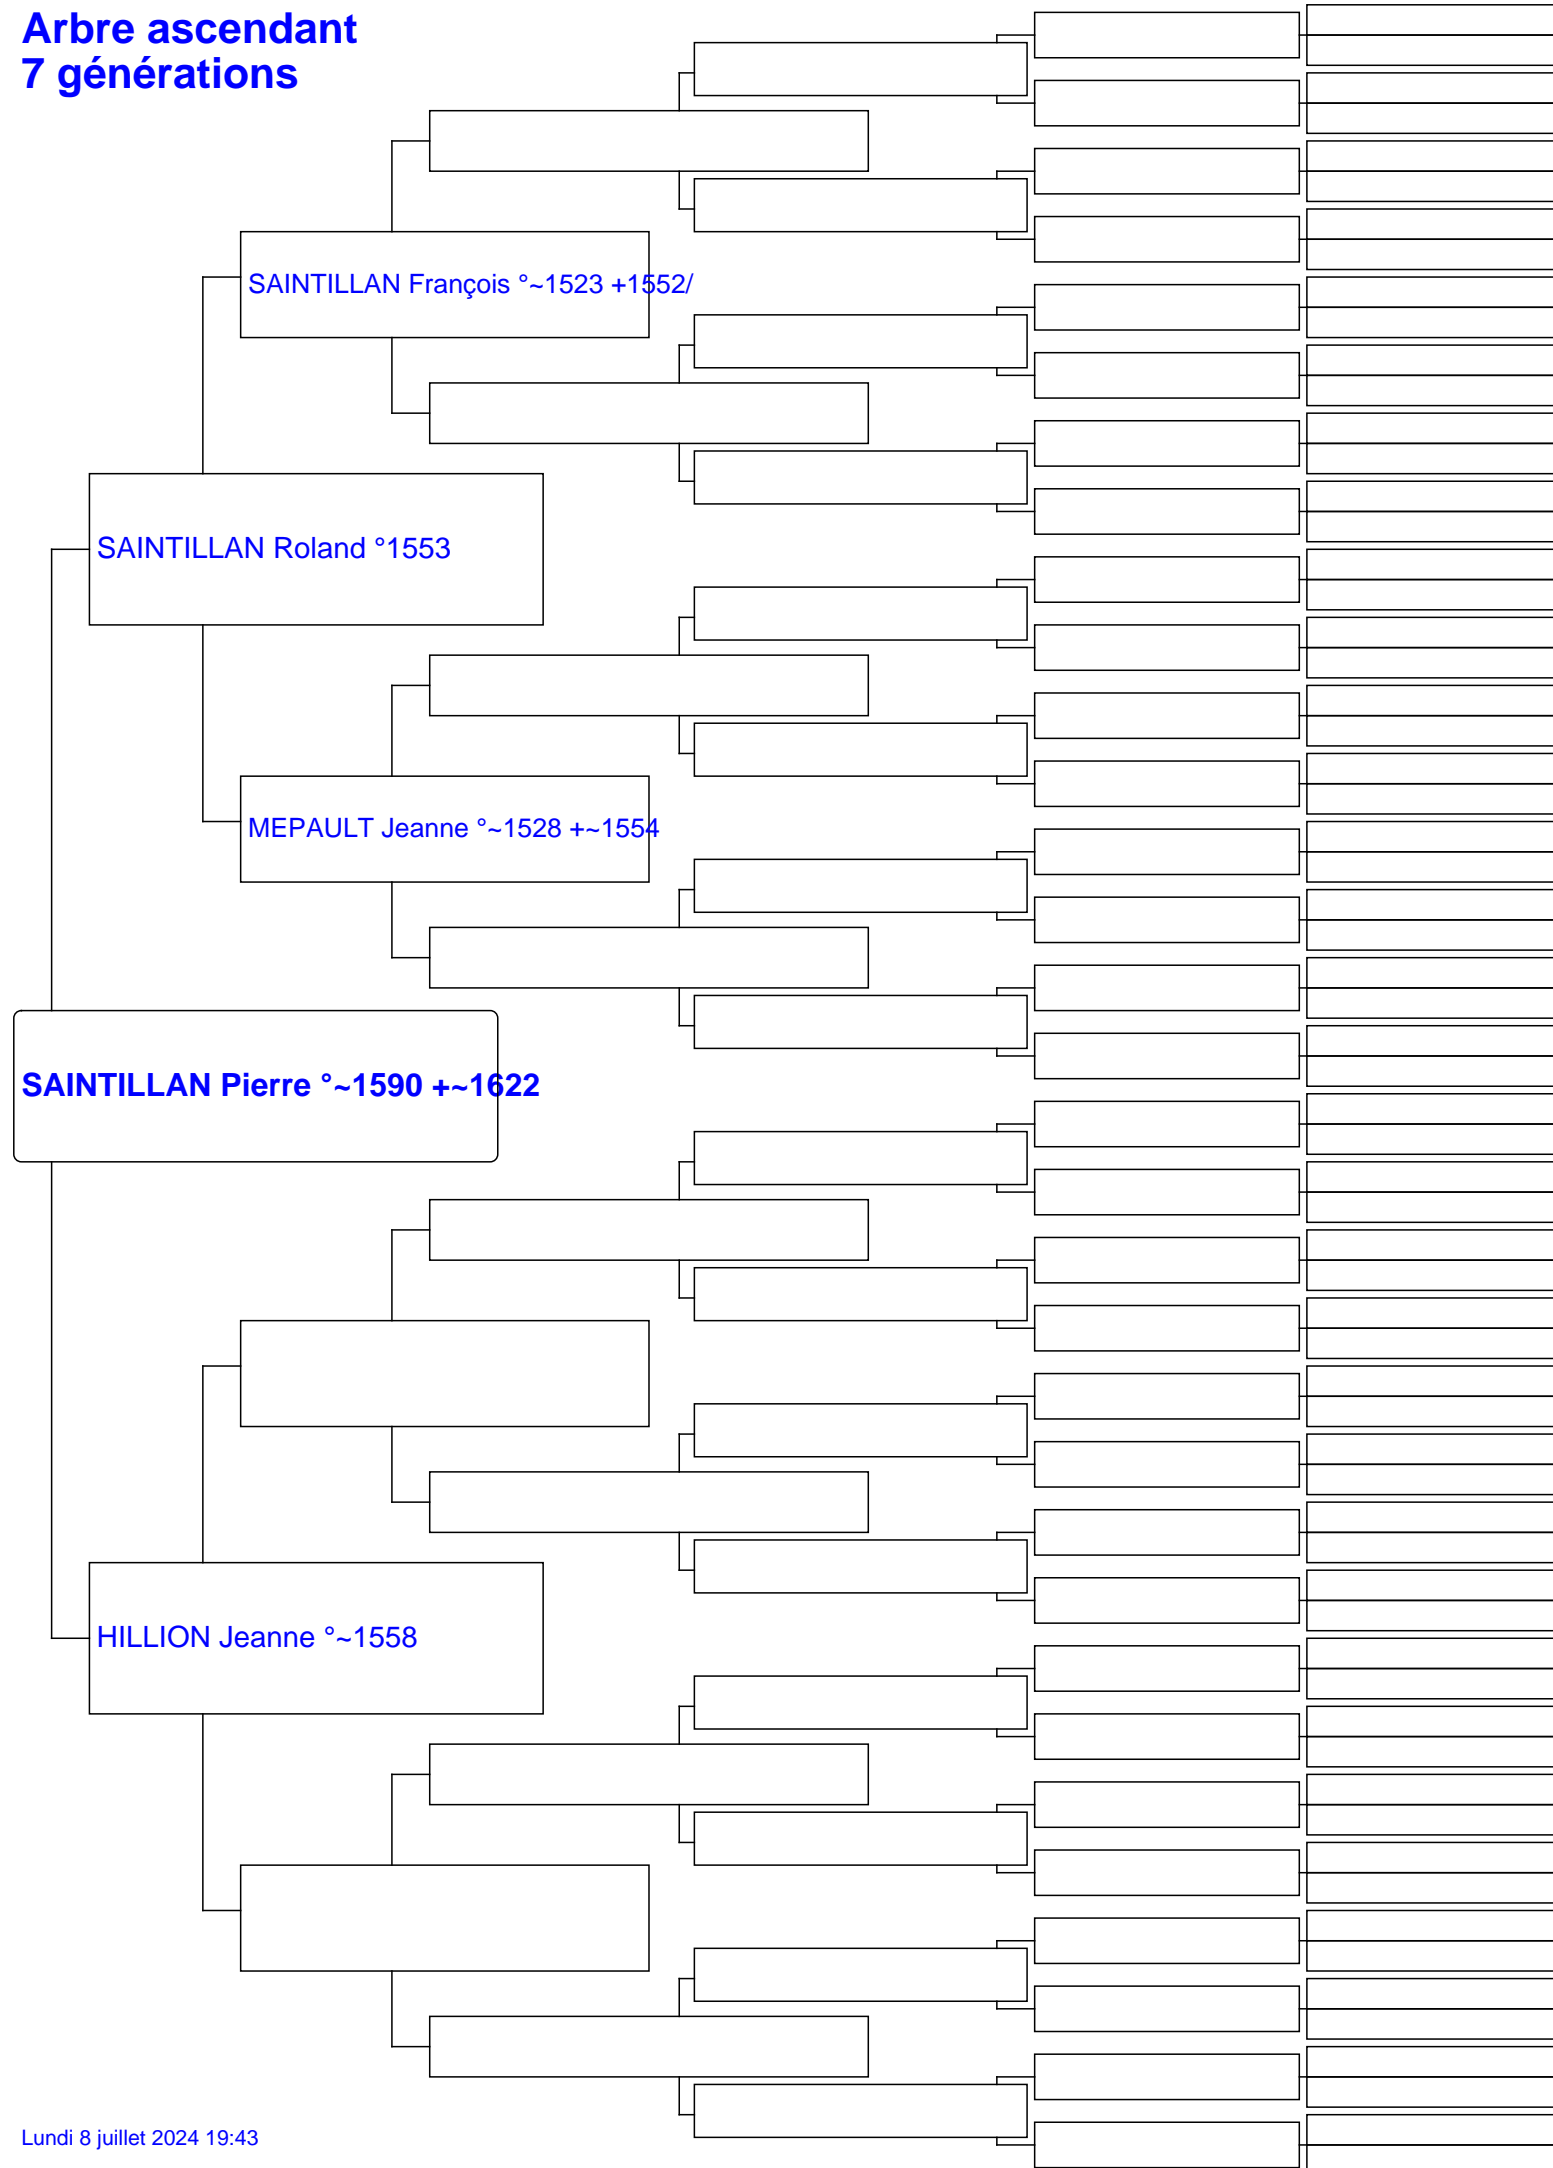 Arbre ascendant
7 générations
SAINTILLAN François °~1523 +1552/
SAINTILLAN Roland °1553
MEPAULT Jeanne °~1528 +~1554
SAINTILLAN Pierre °~1590 +~1622
HILLION Jeanne °~1558
Lundi 8 juillet 2024 19:43